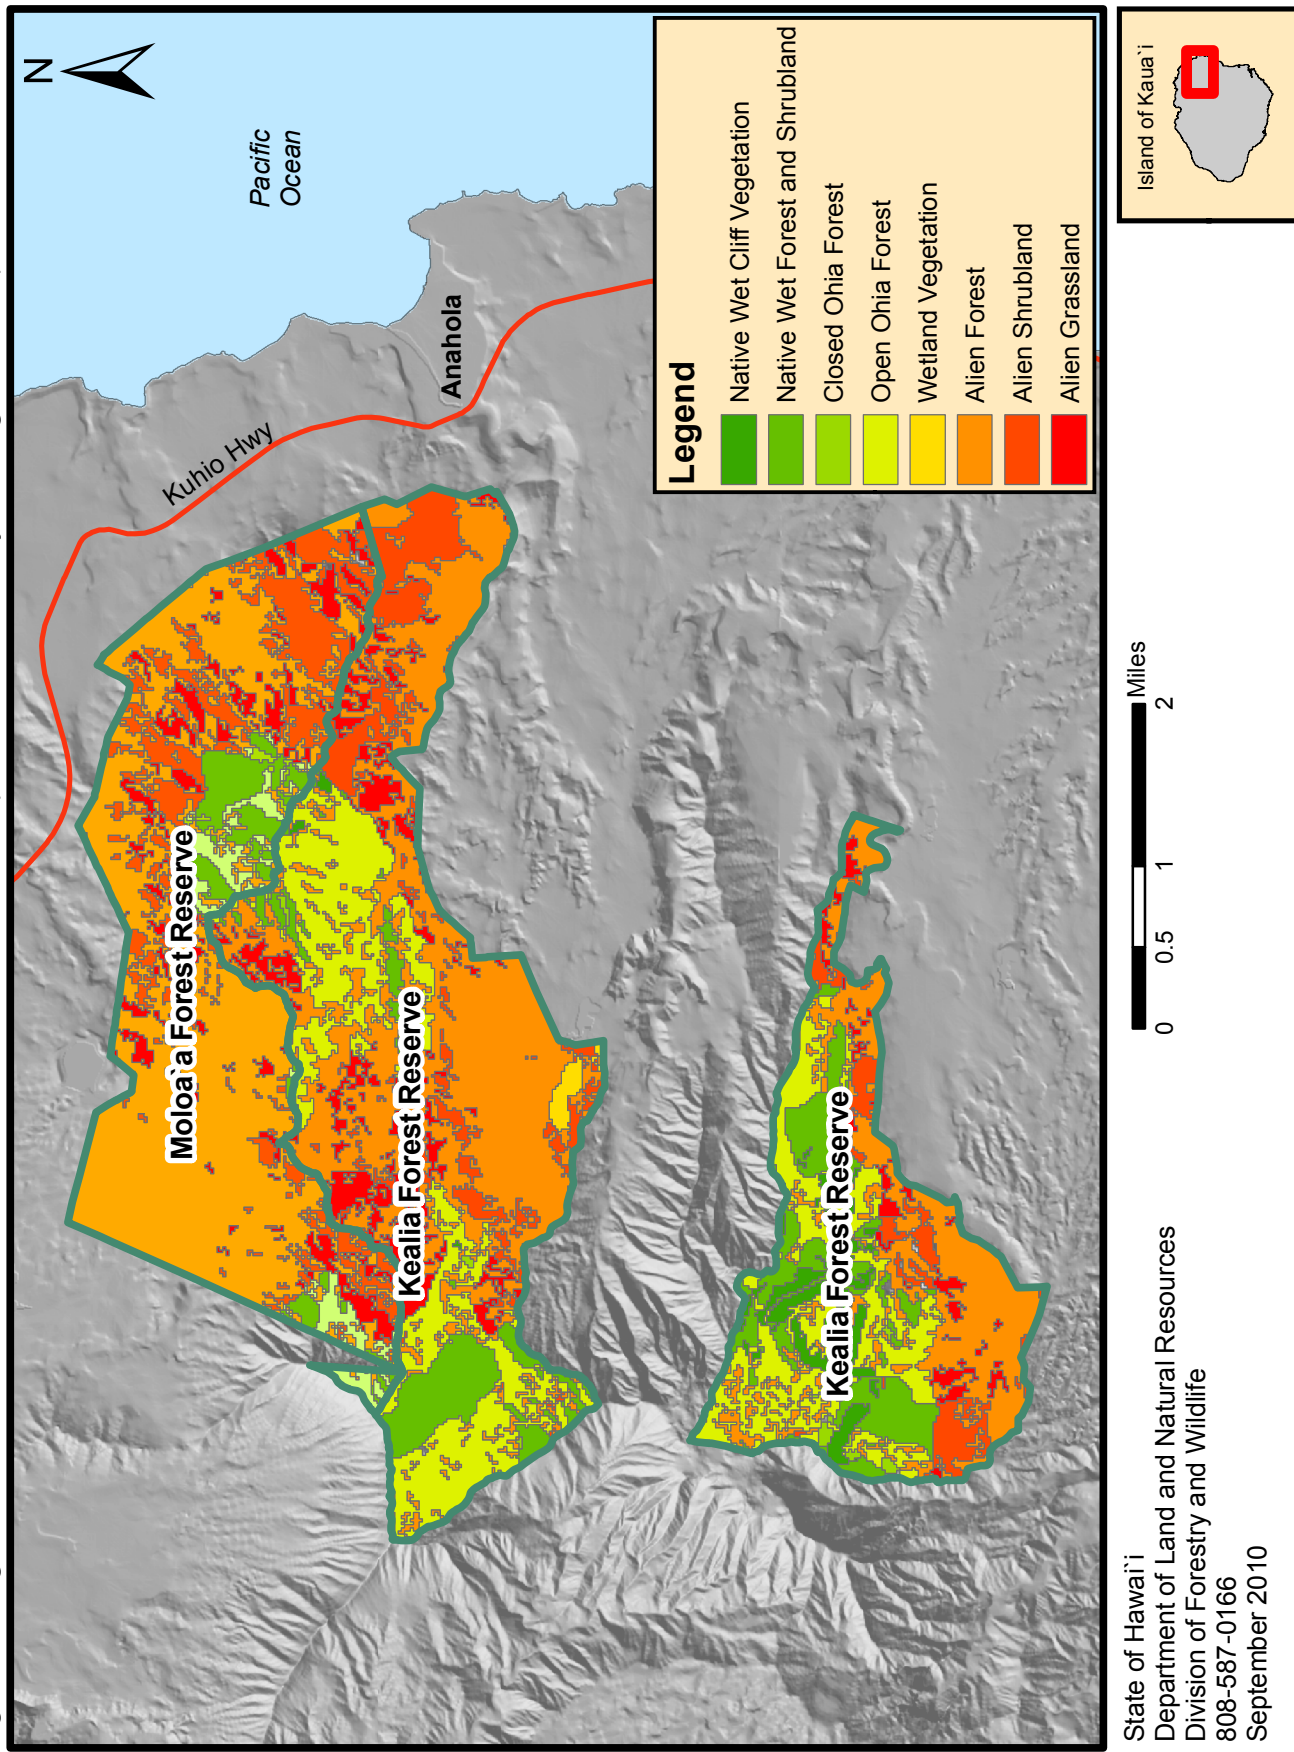 N
Pacific
Ocean
Kuhio Hwy
Anahola
Moloa`a Forest Reserve
Kealia Forest Reserve
Kealia Forest Reserve
Legend
Native Wet Cliff Vegetation
Native Wet Forest and Shrubland
Closed Ohia Forest
Open Ohia Forest
Wetland Vegetation
Alien Forest
Alien Shrubland
Alien Grassland
State of Hawai`i
Department of Land and Natural Resources
Division of Forestry and Wildlife
808-587-0166
September 2010
0 0.5 1 2 Miles
Island of Kaua`i